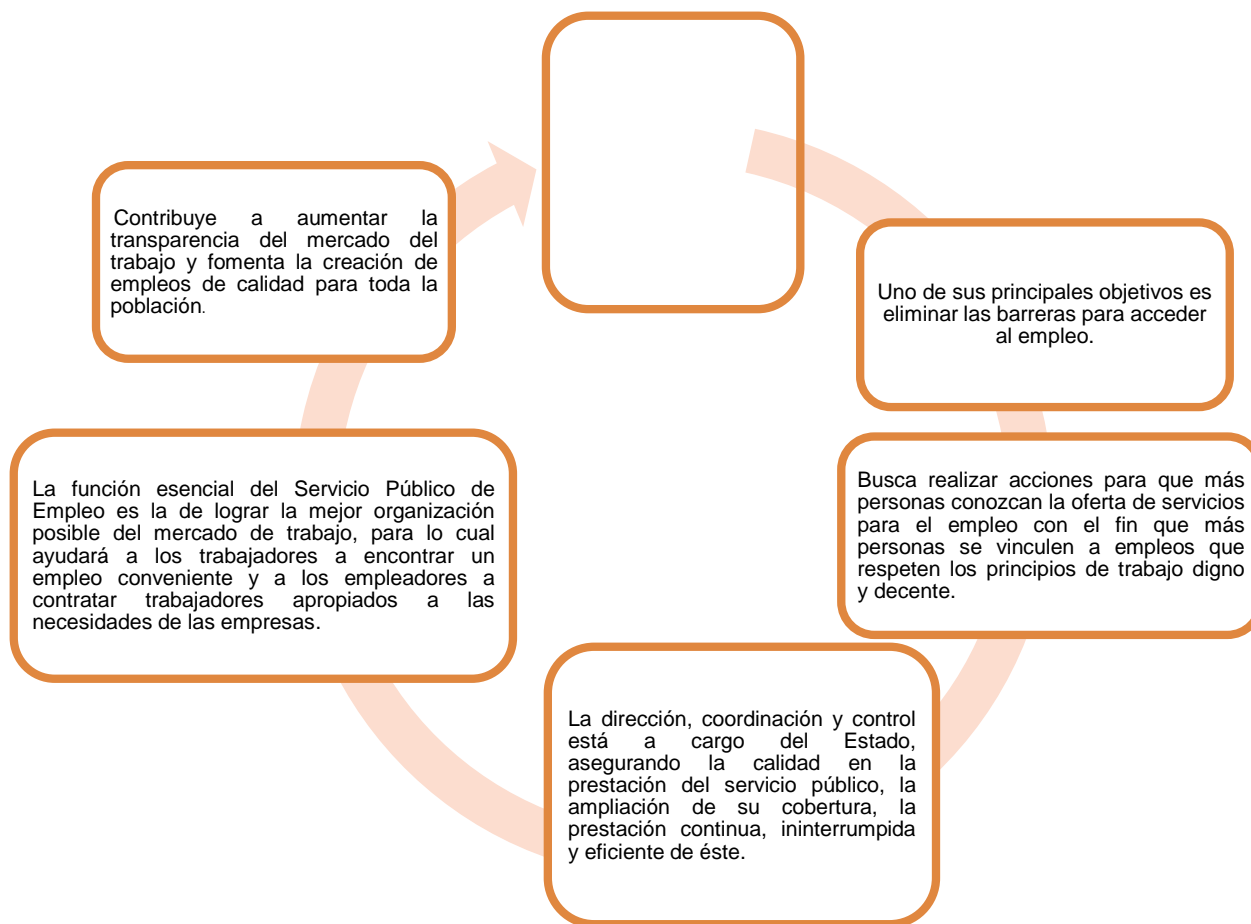 Contribuye a aumentar la
transparencia del mercado del
trabajo y fomenta la creación de
empleos de calidad para toda la
población.
Uno de sus principales objetivos es
eliminar las barreras para acceder
al empleo.
Busca realizar acciones para que más
personas conozcan la oferta de servicios
para el empleo con el fin que más
personas se vinculen a empleos que
respeten los principios de trabajo digno
y decente.
La función esencial del Servicio Público de
Empleo es la de lograr la mejor organización
posible del mercado de trabajo, para lo cual
ayudará a los trabajadores a encontrar un
empleo conveniente y a los empleadores a
contratar trabajadores apropiados a las
necesidades de las empresas.
La dirección, coordinación y control
está a cargo del Estado,
asegurando la calidad en la
prestación del servicio público, la
ampliación de su cobertura, la
prestación continua, ininterrumpida
y eficiente de éste.